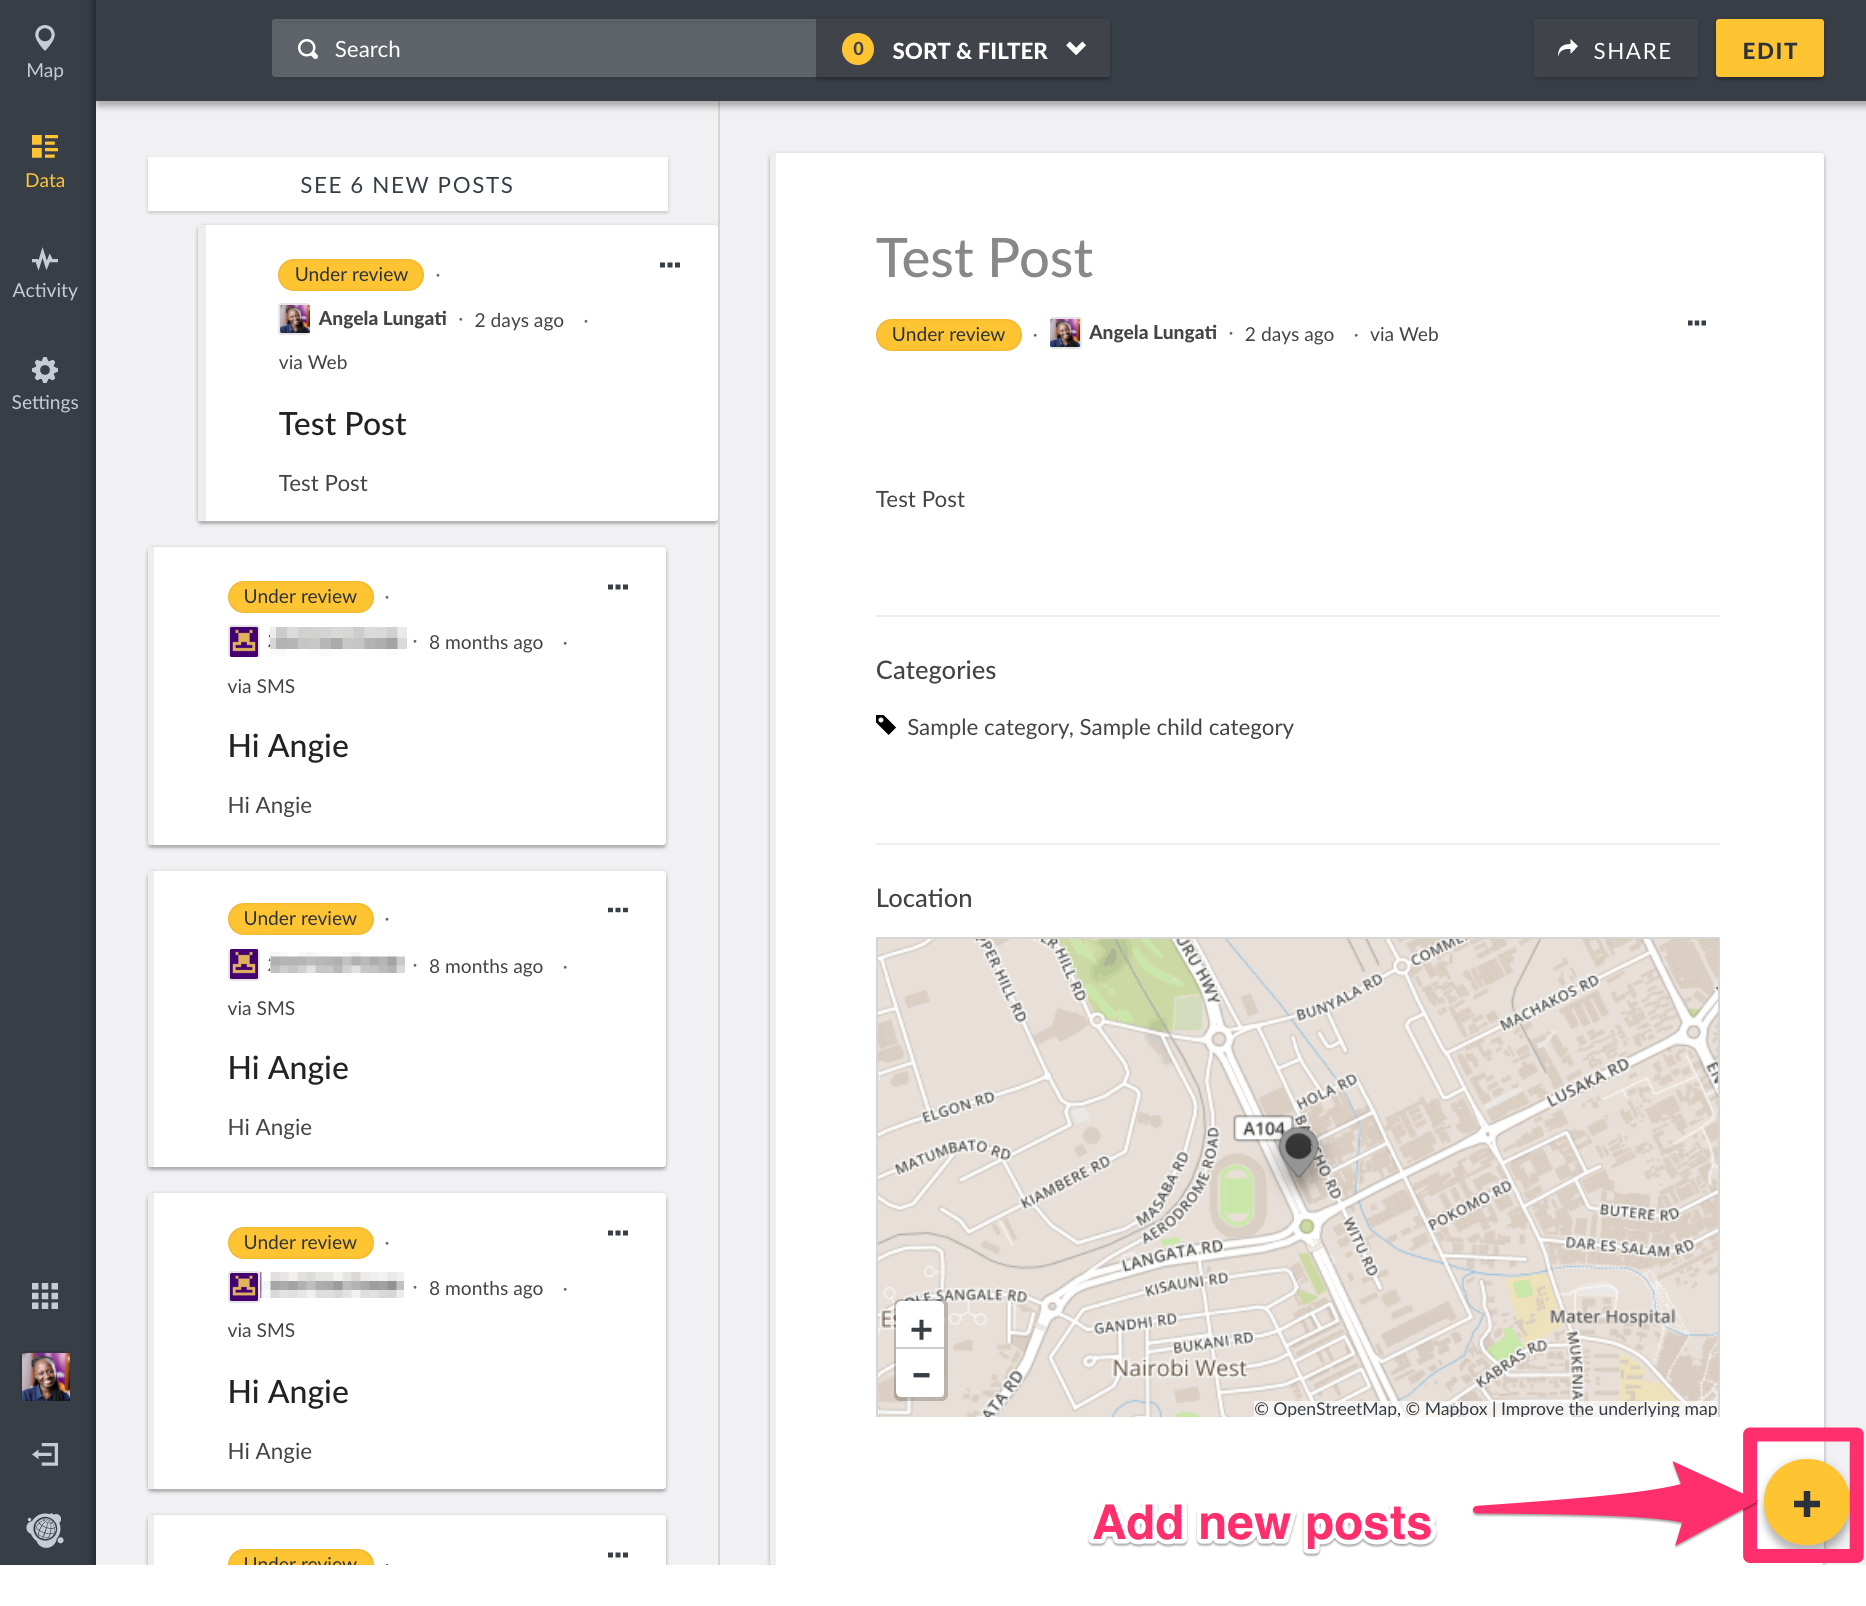 Map
Data
Activity
Settings
Search
0 SORT & FILTER
SHARE
EDIT
SEE 6 NEW POSTS
Under review ·
Angela Lungati · 2 days ago ·
via Web
Test Post
Test Post
Under review ·
· 8 months ago ·
via SMS
Hi Angie
Hi Angie
Under review ·
· 8 months ago ·
via SMS
Hi Angie
Hi Angie
Under review ·
· 8 months ago ·
via SMS
Hi Angie
Hi Angie
Under review ·
Test Post
Under review · Angela Lungati · 2 days ago · via Web
Test Post
Categories
Sample category, Sample child category
Location
HILL RD
URU HWY
BUNYALA RD
MACHAKOS RD
LUSAKA RD
HOLA RD
ELGON RD
A104
MATUMBATO RD
KIAMBERE RD
MASABA RD
AERODROME ROAD
POKOMO RD
BUTERE RD
WITU RD
DAR ES SALAM RD
LANGATA RD
KISAUNI RD
SANGALE RD
GANDHI RD
BUKANI RD
Mater Hospital
KABRAS RD
MUKENIA
Nairobi West
+
−
© OpenStreetMap, © Mapbox | Improve the underlying map
Add new posts
+